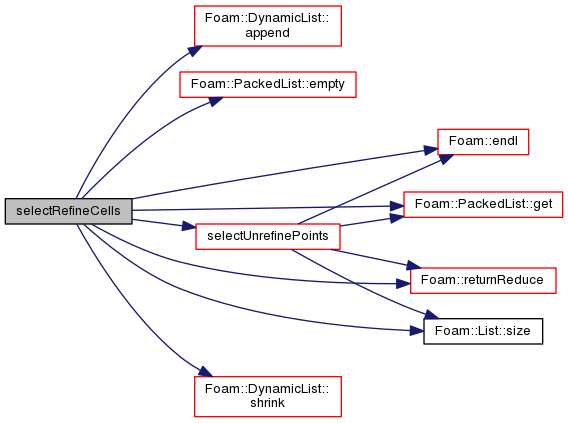 Foam::DynamicList::
append
Foam::PackedList::empty
Foam::endl
Foam::PackedList::get
selectRefineCells
selectUnrefinePoints
Foam::returnReduce
Foam::List::size
Foam::DynamicList::
shrink